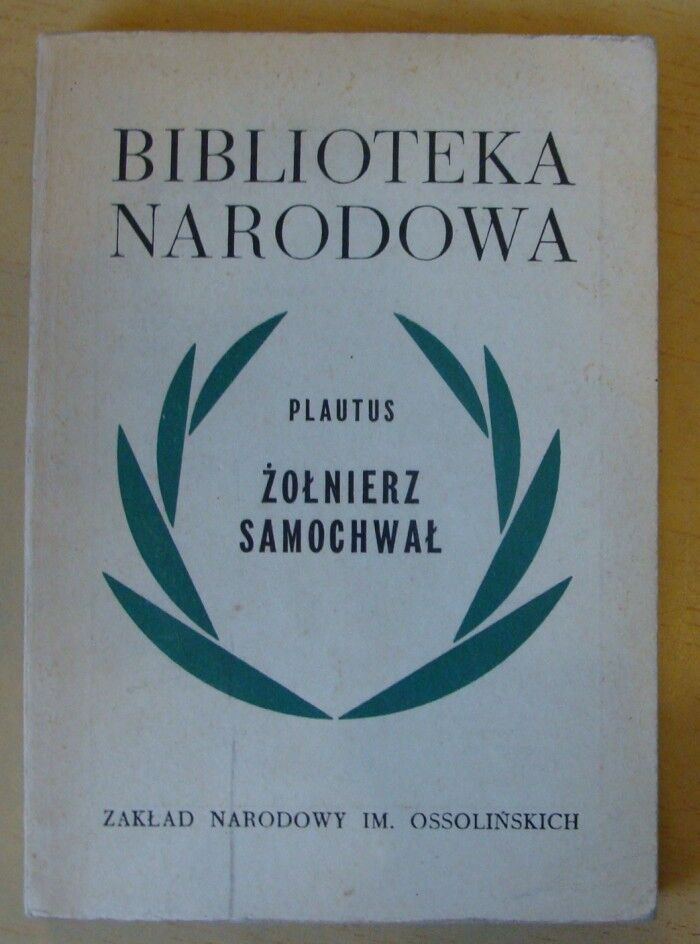 BIBLIOTEKA
NARODOWA
PLAUTUS
ŻOŁNIERZ
SAMOCHWAŁ
ZAKŁAD NARODOWY IM. OSSOLIŃSKICH